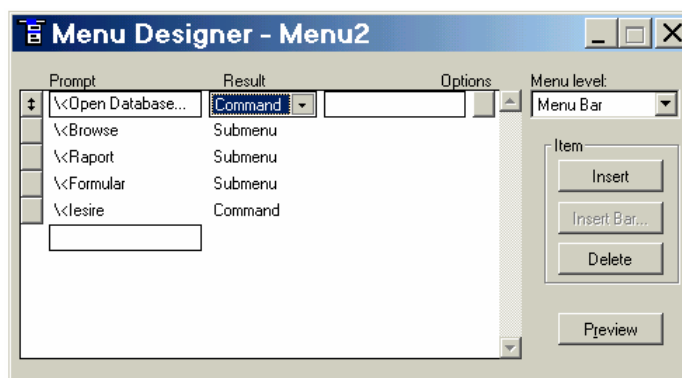 Menu Designer - Menu2
Prompt Result Options Menu level:
\<Open Database... Command Menu Bar
\<Browse Submenu
Item
\<Raport Submenu
Insert
\<Formular Submenu
\<Iesire Command
Insert Bar...
Delete
Preview